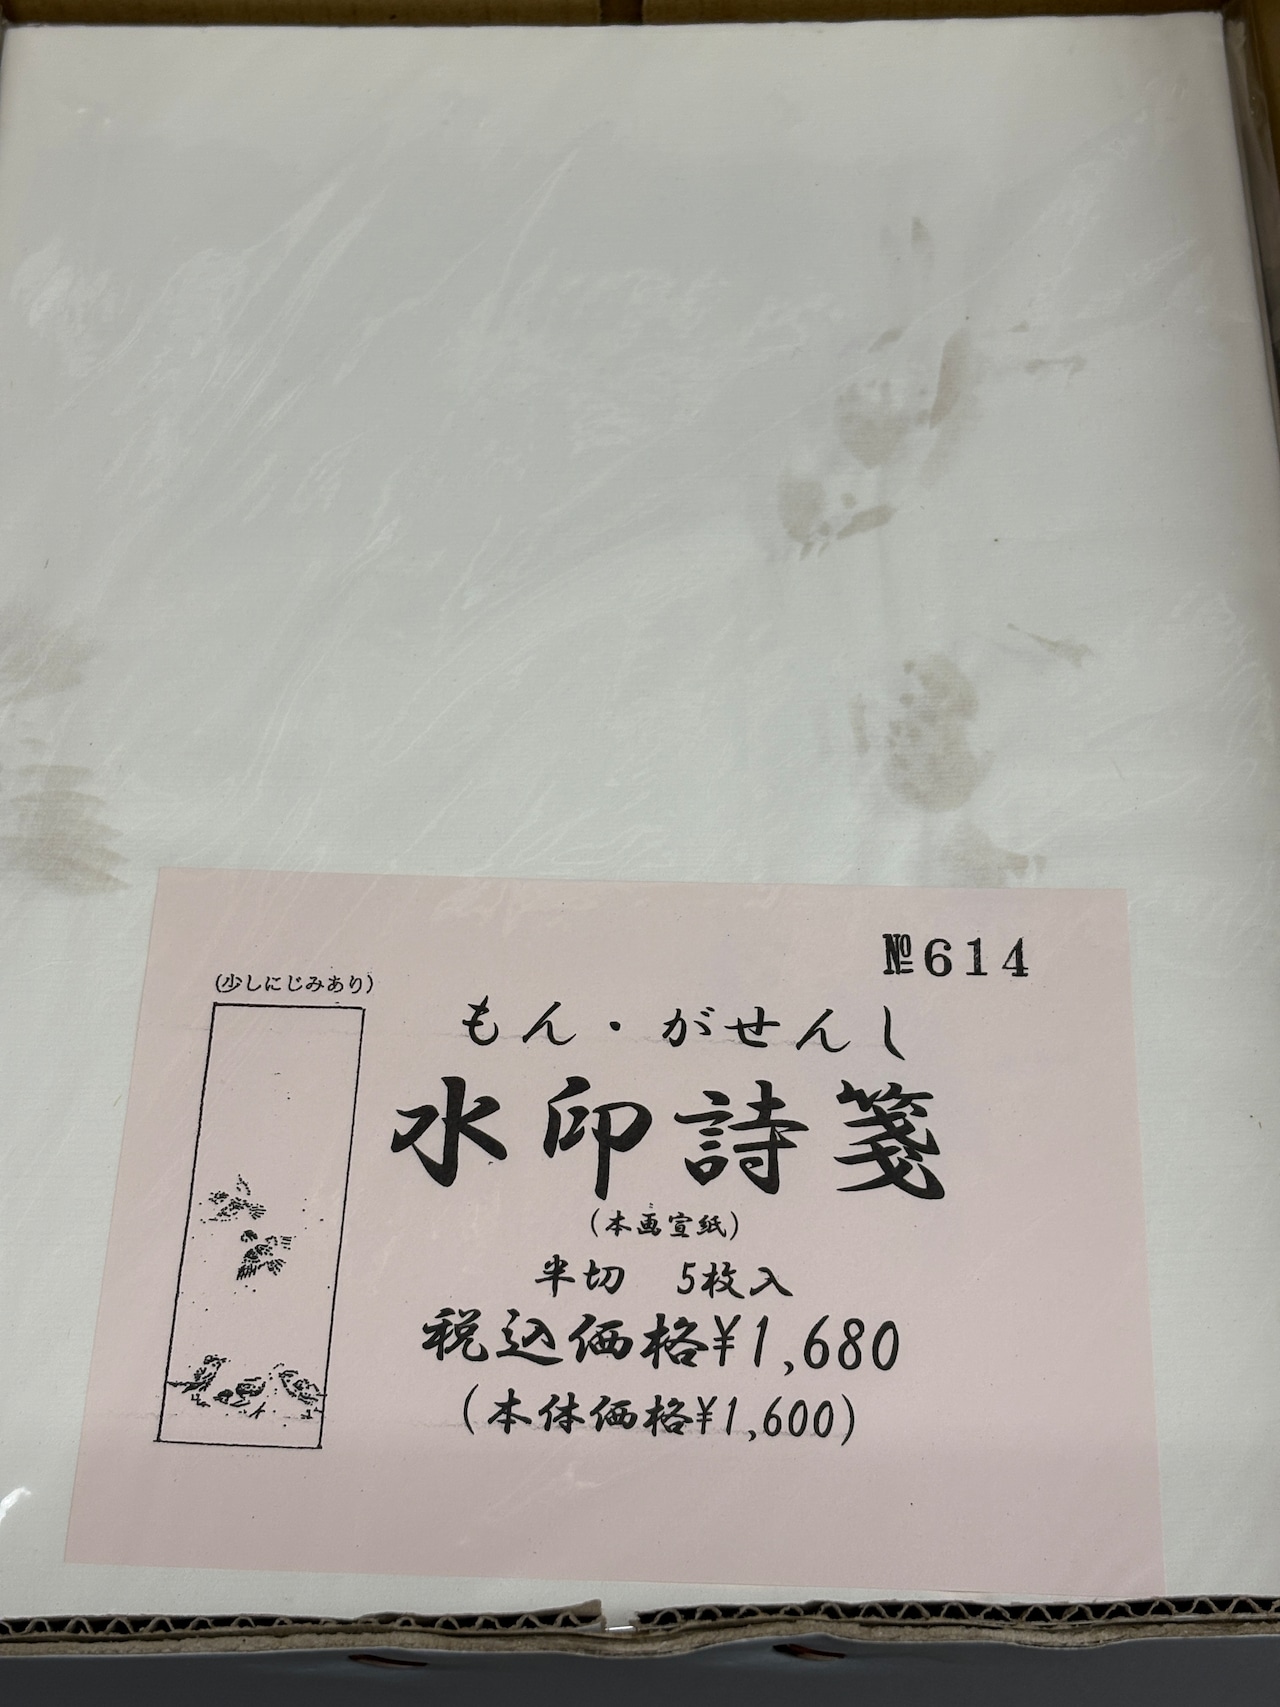 №614
(少しにじみあり)
もん・がせんし
水印詩箋
(本画宣紙)
半切 5枚入
税込価格¥1,680
(本体価格¥1,600)